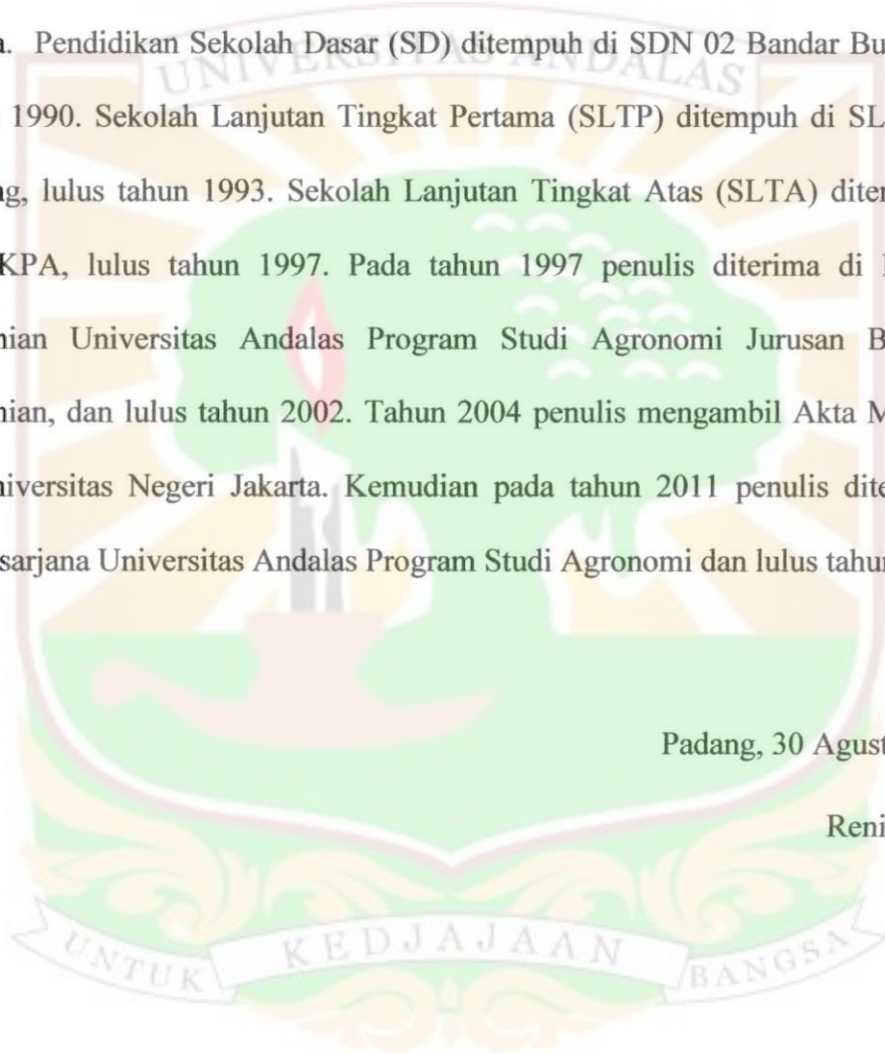 UNIVERSITAS ANDALAS
a. Pendidikan Sekolah Dasar (SD) ditempuh di SDN 02 Bandar Bu
1990. Sekolah Lanjutan Tingkat Pertama (SLTP) ditempuh di SL
ng, lulus tahun 1993. Sekolah Lanjutan Tingkat Atas (SLTA) diter
KPA, lulus tahun 1997. Pada tahun 1997 penulis diterima di
nian Universitas Andalas Program Studi Agronomi Jurusan B
nian, dan lulus tahun 2002. Tahun 2004 penulis mengambil Akta M
niversitas Negeri Jakarta. Kemudian pada tahun 2011 penulis dite
sarjana Universitas Andalas Program Studi Agronomi dan lulus tahun
Padang, 30 Agust
Reni
UNTUK KEDJAJAAN BANGSA